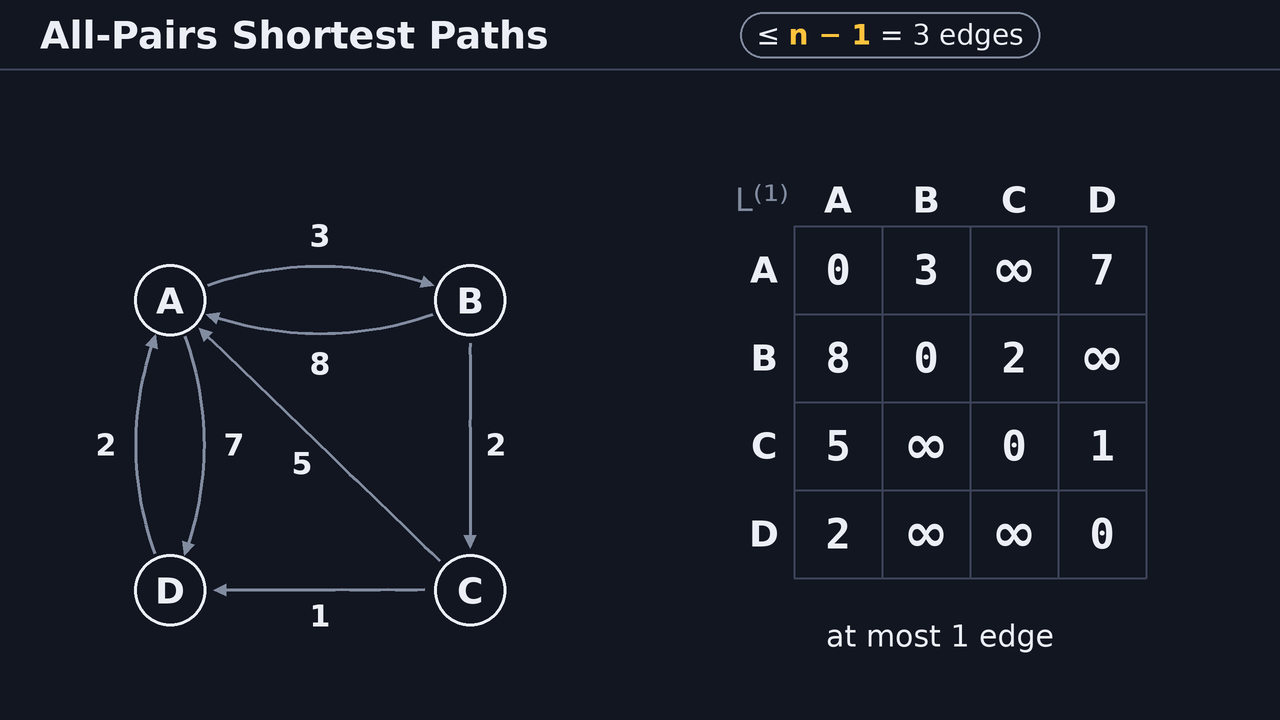 All-Pairs Shortest Paths
≤ n − 1 = 3 edges
3
A
B
8
2
7
5
2
D
C
1
L⁽¹⁾ A B C D
A 0 3 ∞ 7
B 8 0 2 ∞
C 5 ∞ 0 1
D 2 ∞ ∞ 0
at most 1 edge